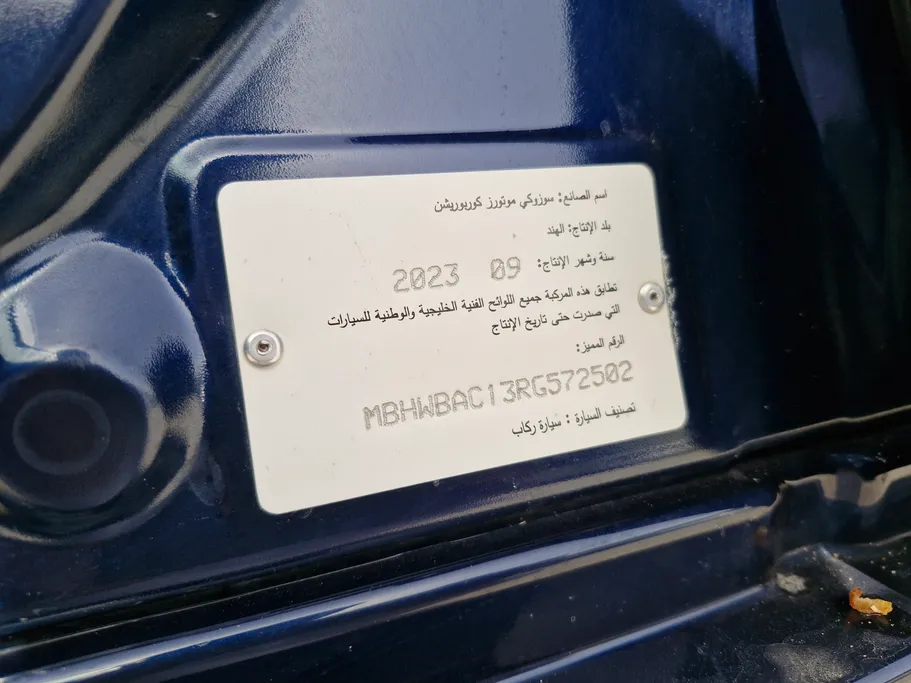 اسم الصانع: سوزوكي موتورز كوربوريشن
بلد الإنتاج: الهند
سنة وشهر الإنتاج: 09 2023
تطابق هذه المركبة جميع اللوائح الفنية الخليجية والوطنية للسيارات
التي صدرت حتى تاريخ الإنتاج
الرقم المميز:
MBHWBAC13RG572502
تصنيف السيارة : سيارة ركاب